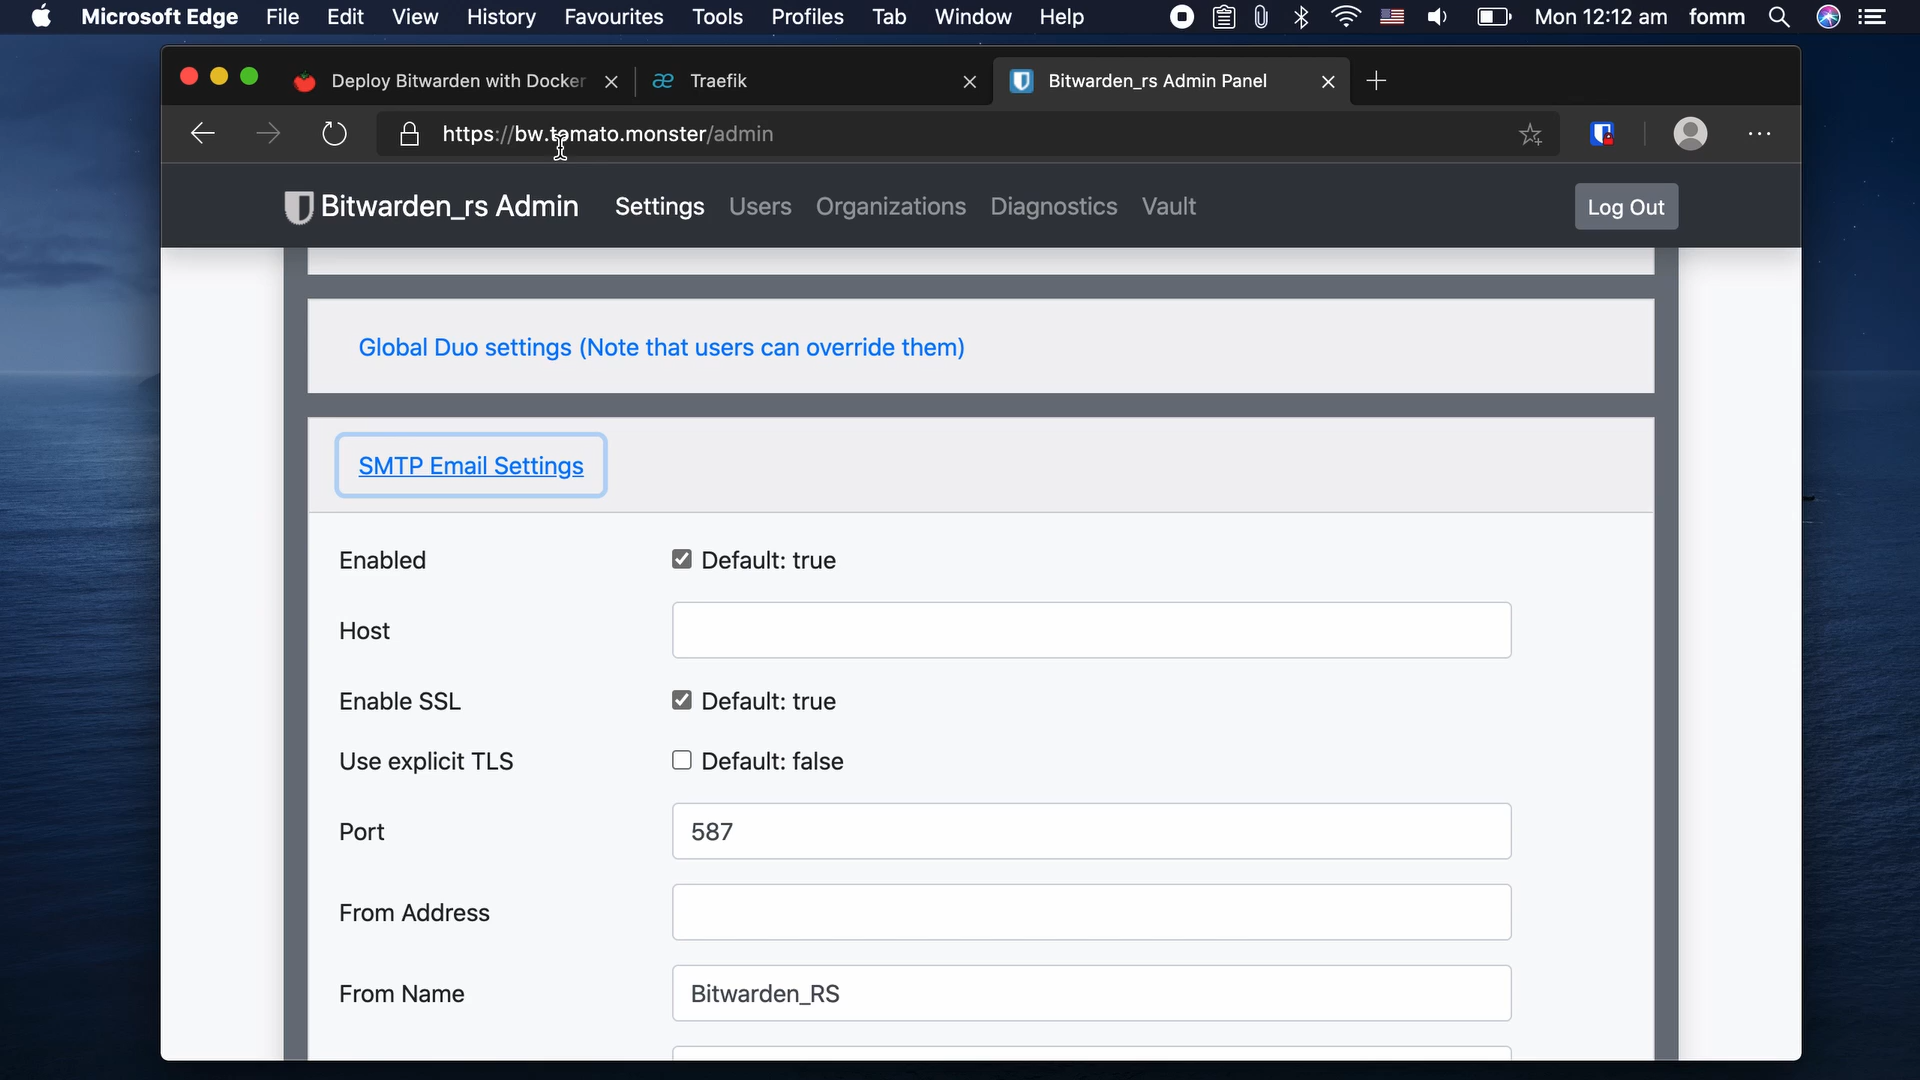 Microsoft Edge File Edit View History Favourites Tools Profiles Tab Window Help Mon 12:12 am fomm
Deploy Bitwarden with Docker Traefik Bitwarden_rs Admin Panel
https://bw.tomato.monster/admin
Bitwarden_rs Admin Settings Users Organizations Diagnostics Vault Log Out
Global Duo settings (Note that users can override them)
SMTP Email Settings
Enabled Default: true
Host
Enable SSL Default: true
Use explicit TLS Default: false
Port 587
From Address
From Name Bitwarden_RS